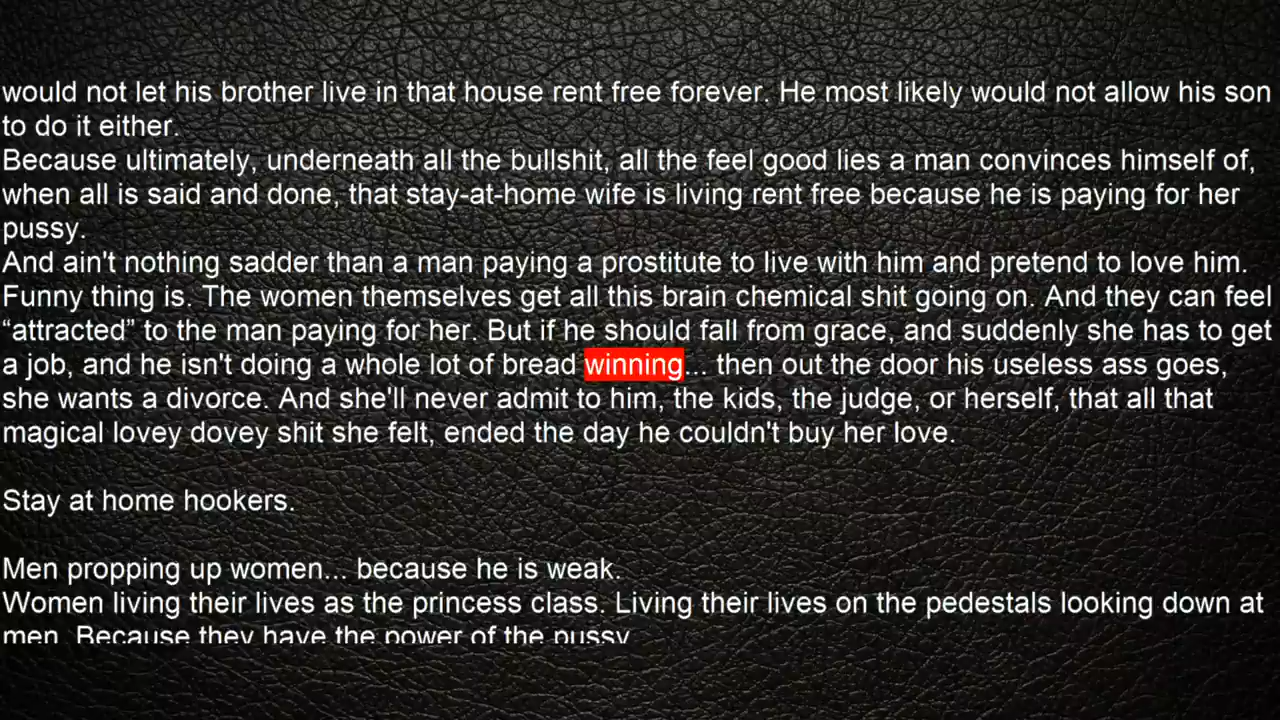 would not let his brother live in that house rent free forever. He most likely would not allow his son
to do it either.
Because ultimately, underneath all the bullshit, all the feel good lies a man convinces himself of,
when all is said and done, that stay-at-home wife is living rent free because he is paying for her
pussy.
And ain't nothing sadder than a man paying a prostitute to live with him and pretend to love him.
Funny thing is. The women themselves get all this brain chemical shit going on. And they can feel
“attracted” to the man paying for her. But if he should fall from grace, and suddenly she has to get
a job, and he isn't doing a whole lot of bread winning... then out the door his useless ass goes,
she wants a divorce. And she'll never admit to him, the kids, the judge, or herself, that all that
magical lovey dovey shit she felt, ended the day he couldn't buy her love.
Stay at home hookers.
Men propping up women... because he is weak.
Women living their lives as the princess class. Living their lives on the pedestals looking down at
men. Because they have the power of the pussy